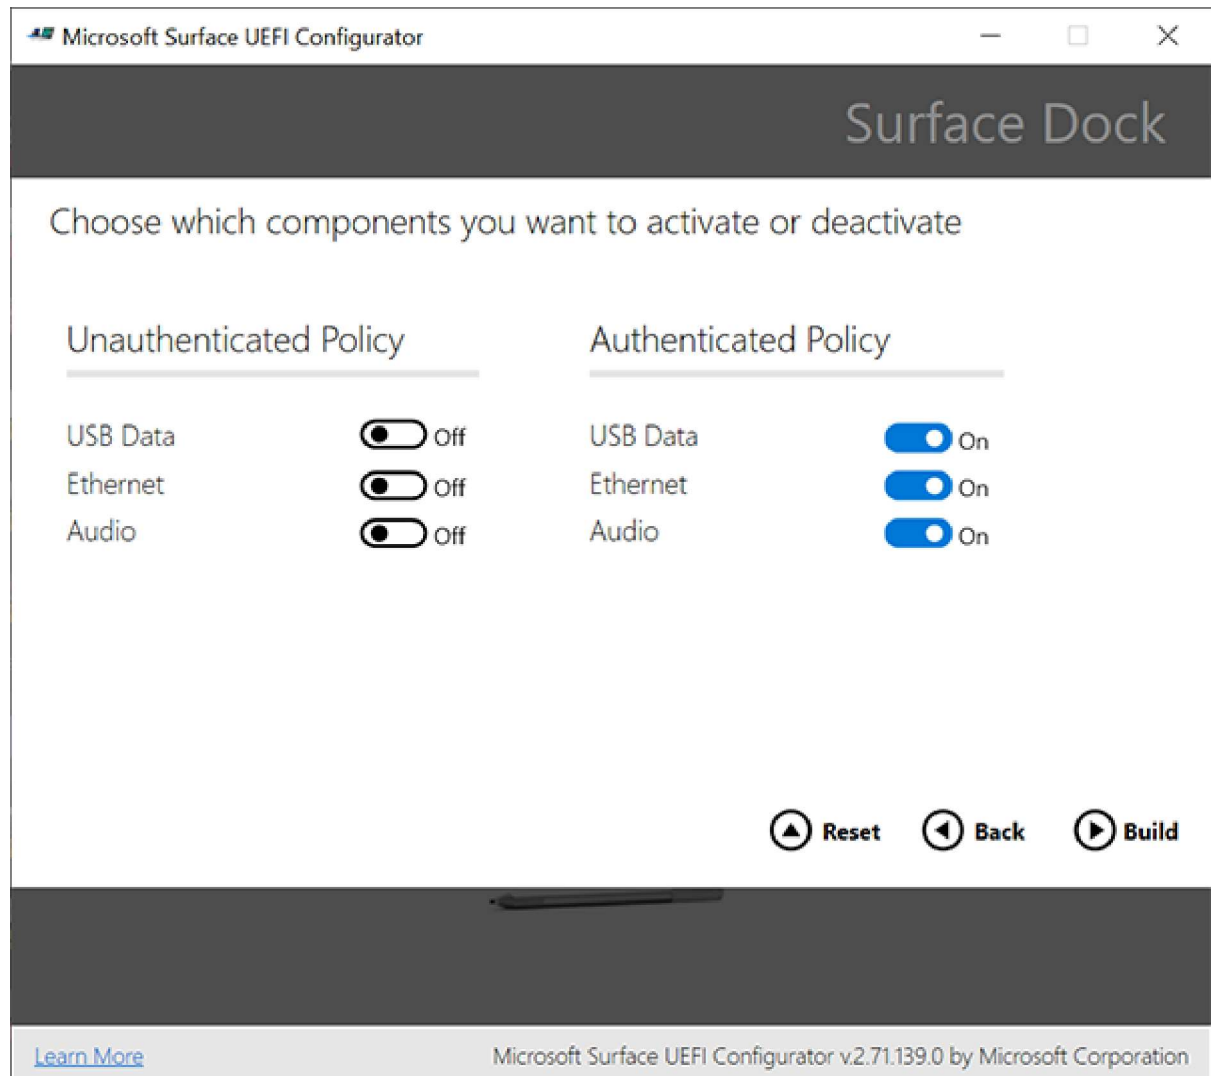 Microsoft Surface UEFI Configurator
Surface Dock
Choose which components you want to activate or deactivate
Unauthenticated Policy
USB Data Off
Ethernet Off
Audio Off
Authenticated Policy
USB Data On
Ethernet On
Audio On
Reset Back Build
Learn More Microsoft Surface UEFI Configurator v.2.71.139.0 by Microsoft Corporation